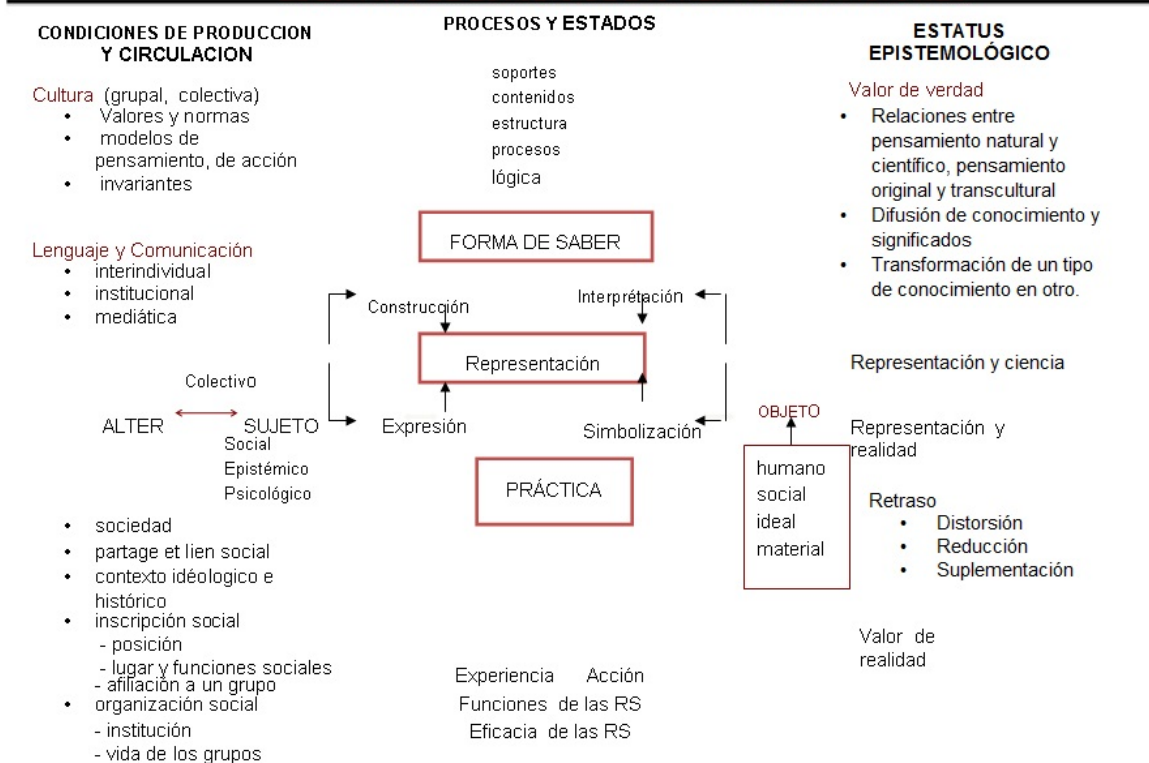 CONDICIONES DE PRODUCCION
Y CIRCULACION
Cultura (grupal, colectiva)
• Valores y normas
• modelos de
pensamiento, de acción
• invariantes
Lenguaje y Comunicación
• interindividual
• institucional
• mediática
Colectivo
ALTER
SUJETO
Social
Epistémico
Psicológico
• sociedad
• partage et lien social
• contexto idéologico e
histórico
• inscripción social
- posición
- lugar y funciones sociales
- afiliación a un grupo
• organización social
- institución
- vida de los grupos
PROCESOS Y ESTADOS
soportes
contenidos
estructura
procesos
lógica
FORMA DE SABER
Construcción
Interprétación
Representación
Expresión
Simbolización
PRÁCTICA
Experiencia Acción
Funciones de las RS
Eficacia de las RS
OBJETO
humano
social
ideal
material
ESTATUS
EPISTEMOLÓGICO
Valor de verdad
• Relaciones entre
pensamiento natural y
científico, pensamiento
original y transcultural
• Difusión de conocimiento y
significados
• Transformación de un tipo
de conocimiento en otro.
Representación y ciencia
Representación y
realidad
Retraso
• Distorsión
• Reducción
• Suplementación
Valor de
realidad